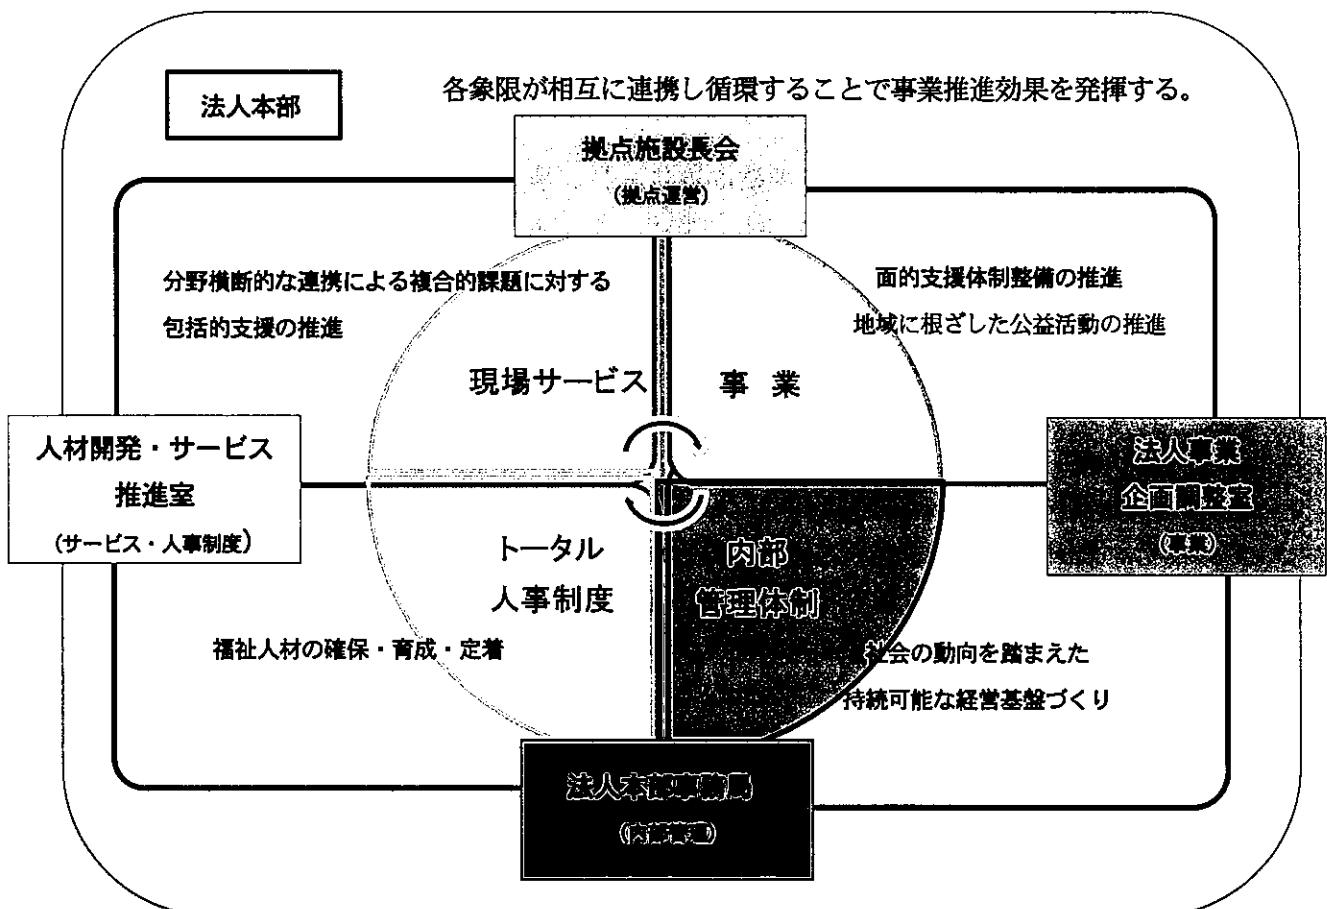 法人本部
各象限が相互に連携し循環することで事業推進効果を発揮する。
拠点施設長会
(拠点運営)
分野横断的な連携による複合的課題に対する
包括的支援の推進
面的支援体制整備の推進
地域に根ざした公益活動の推進
現場サービス
事 業
人材開発・サービス
推進室
(サービス・人事制度)
法人事業
企画調整室
(事業)
トータル
人事制度
内部
管理体制
福祉人材の確保・育成・定着
社会の動向を踏まえた
持続可能な経営基盤づくり
法人本部事務局
(内部管理)